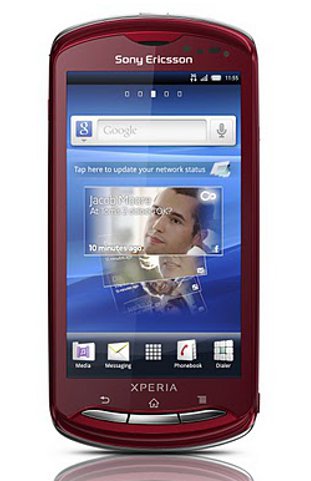 Sony Ericsson
11:55
Google
Tap here to update your network status
Jacob Moore
10 minutes ago
f
Media
Messaging
Phonebook
Dialer
XPERIA